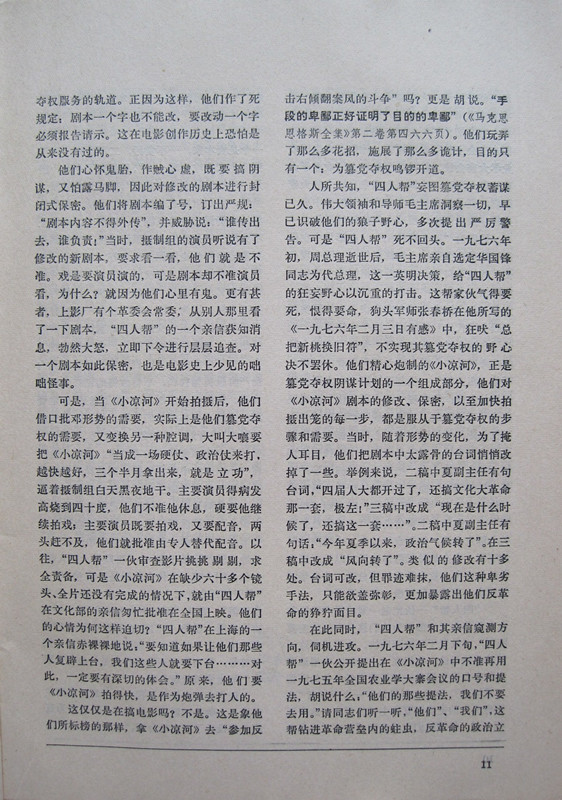 夺权服务的轨道。正因为这样，他们作了死
规定：剧本一个字也不能改，要改动一个字
必须报告请示。这在电影创作历史上恐怕是
从来没有过的。
他们心怀鬼胎，作贼心虚，既要搞阴
谋，又怕露马脚，因此对修改的剧本进行封
闭式保密。他们将剧本编了号，订出严规：
“剧本内容不得外传”，并威胁说：“谁传出
去，谁负责！”当时，摄制组的演员听说有了
修改的新剧本，要求看一看，他们就是不
准。戏是要演员演的，可是剧本却不准演员
看，为什么？就因为他们心里有鬼。更有甚
者，上影厂有个革委会常委，从别人那里看
了一下剧本，“四人帮”的一个亲信获知消
息，勃然大怒，立即下令进行层层追查。对
一个剧本如此保密，也是电影史上少见的咄
咄怪事。
可是，当《小凉河》开始拍摄后，他们
借口批邓形势的需要，实际上是他们篡党夺
权的需要，又变换另一种腔调，大叫大嚷要
把《小凉河》“当成一场硬仗、政治仗来打，
越快越好，三个半月拿出来，就是立功”，
逼着摄制组白天黑夜地干。主要演员得病发
高烧到四十度，他们不准他休息，硬要他继
续拍戏；主要演员既要拍戏，又要配音，两
头赶不及，他们就批准由专人替代配音。以
往，“四人帮”一伙审查影片挑挑剔剔，求
全责备，可是《小凉河》在缺少六十多个镜
头、全片还没有完成的情况下，就由“四人帮”
在文化部的亲信匆忙批准在全国上映。他们
的心情为何这样迫切？“四人帮”在上海的一
个亲信赤裸裸地说：“要知道如果让他们那些
人复辟上台，我们这些人就要下台………对
此，一定要有深切的体会。”原来，他们要
《小凉河》拍得快，是作为炮弹去打人的。
这仅仅是在搞电影吗？不是。这是象他
们所标榜的那样，拿《小凉河》去“参加反
击右倾翻案风的斗争”吗？更是胡说。“手
段的卑鄙正好证明了目的的卑鄙”（《马克思
恩格斯全集》第二卷第四六六页）。他们玩弄
了那么多花招，施展了那么多诡计，目的只
有一个：为篡党夺权鸣锣开道。
人所共知，“四人帮”妄图篡党夺权蓄谋
已久。伟大领袖和导师毛主席洞察一切，早
已识破他们的狼子野心，多次提出严厉警
告。可是“四人帮”死不回头。一九七六年
初，周总理逝世后，毛主席亲自选定华国锋
同志为代总理，这一英明决策，给“四人帮”
的狂妄野心以沉重的打击。这帮家伙气得要
死，恨得要命，狗头军师张春桥在他所写的
《一九七六年二月三日有感》中，狂吠“总
把新桃换旧符”，不实现其篡党夺权的野心
决不罢休。他们精心炮制的《小凉河》，正是
篡党夺权阴谋计划的一个组成部分，他们对
《小凉河》剧本的修改、保密，以至加快拍
摄出笼的每一步，都是服从于篡党夺权的步
骤和需要。当时，随着形势的变化，为了掩
人耳目，他们把剧本中太露骨的台词悄悄改
掉了一些。举例来说，二稿中夏副主任有句
台词，“四届人大都开过了，还搞文化大革命
那一套，极左！”三稿中改成“现在是什么时
候了，还搞这一套……”。二稿中夏副主任有
句话：“今年夏季以来，政治气候转了”。在三
稿中改成“风向转了”。类似的修改有十多
处。台词可改，但罪迹难抹，他们这种卑劣
手法，只能欲盖弥彰，更加暴露出他们反革
命的狰狞面目。
在此同时，“四人帮”和其亲信窥测方
向，伺机进攻。一九七六年二月下旬，“四人
帮”一伙公开提出在《小凉河》中不准再用
一九七五年全国农业学大寨会议的口号和提
法，胡说什么：“他们的那些提法，我们不要
去用。”请同志们听一听，“他们”、“我们”，这
帮钻进革命营垒内的蛀虫，反革命的政治立
11